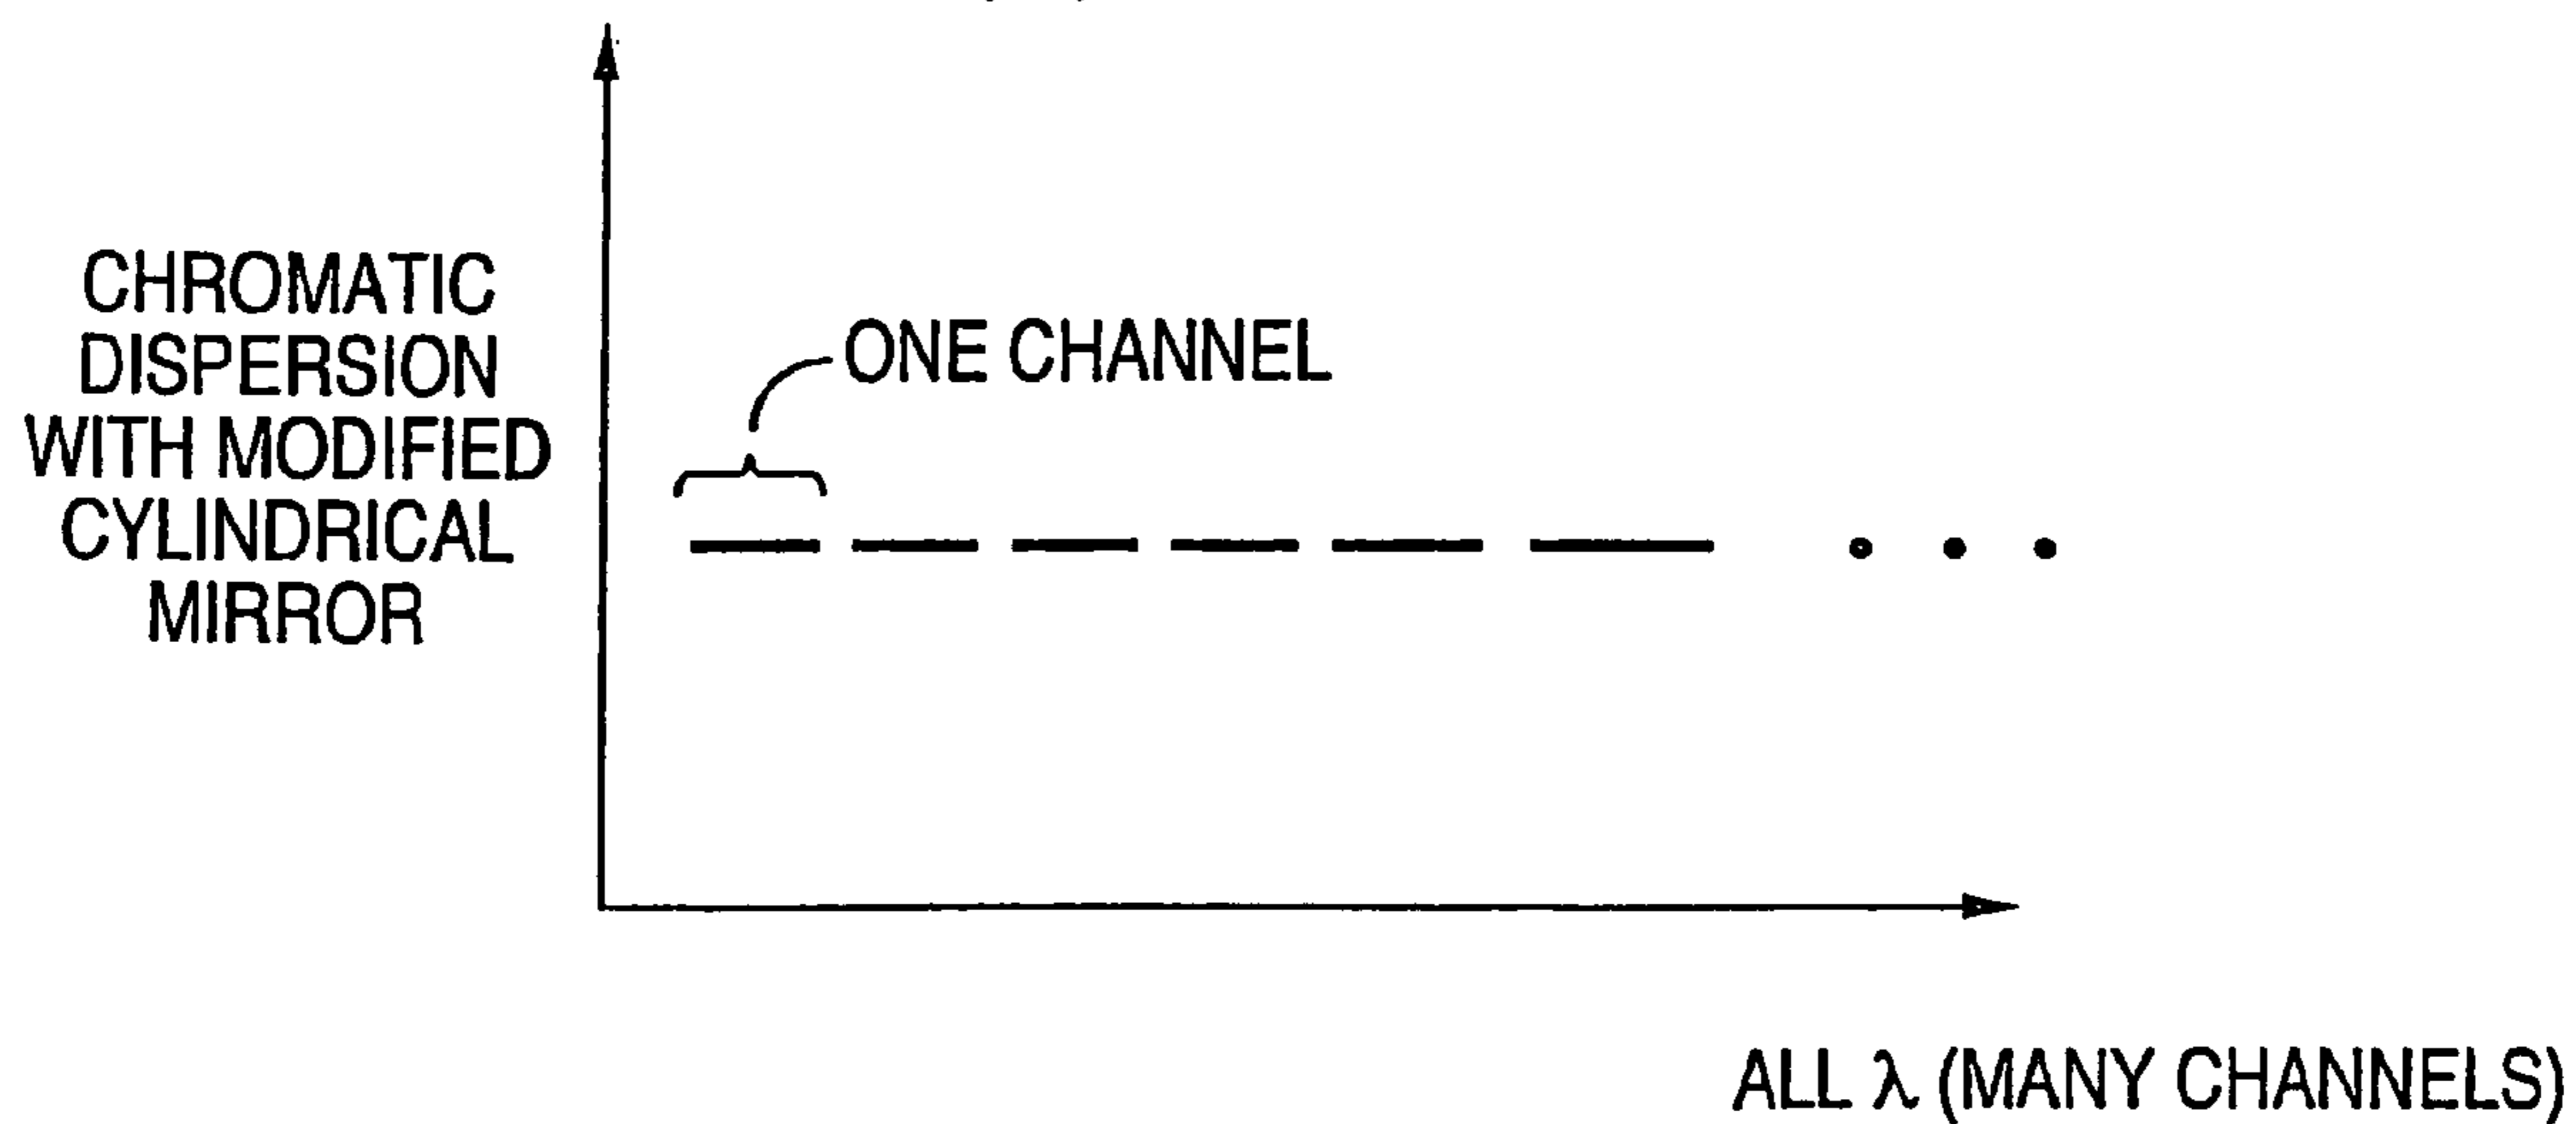 CHROMATIC
DISPERSION
WITH MODIFIED
CYLINDRICAL
MIRROR
ONE CHANNEL
ALL λ (MANY CHANNELS)